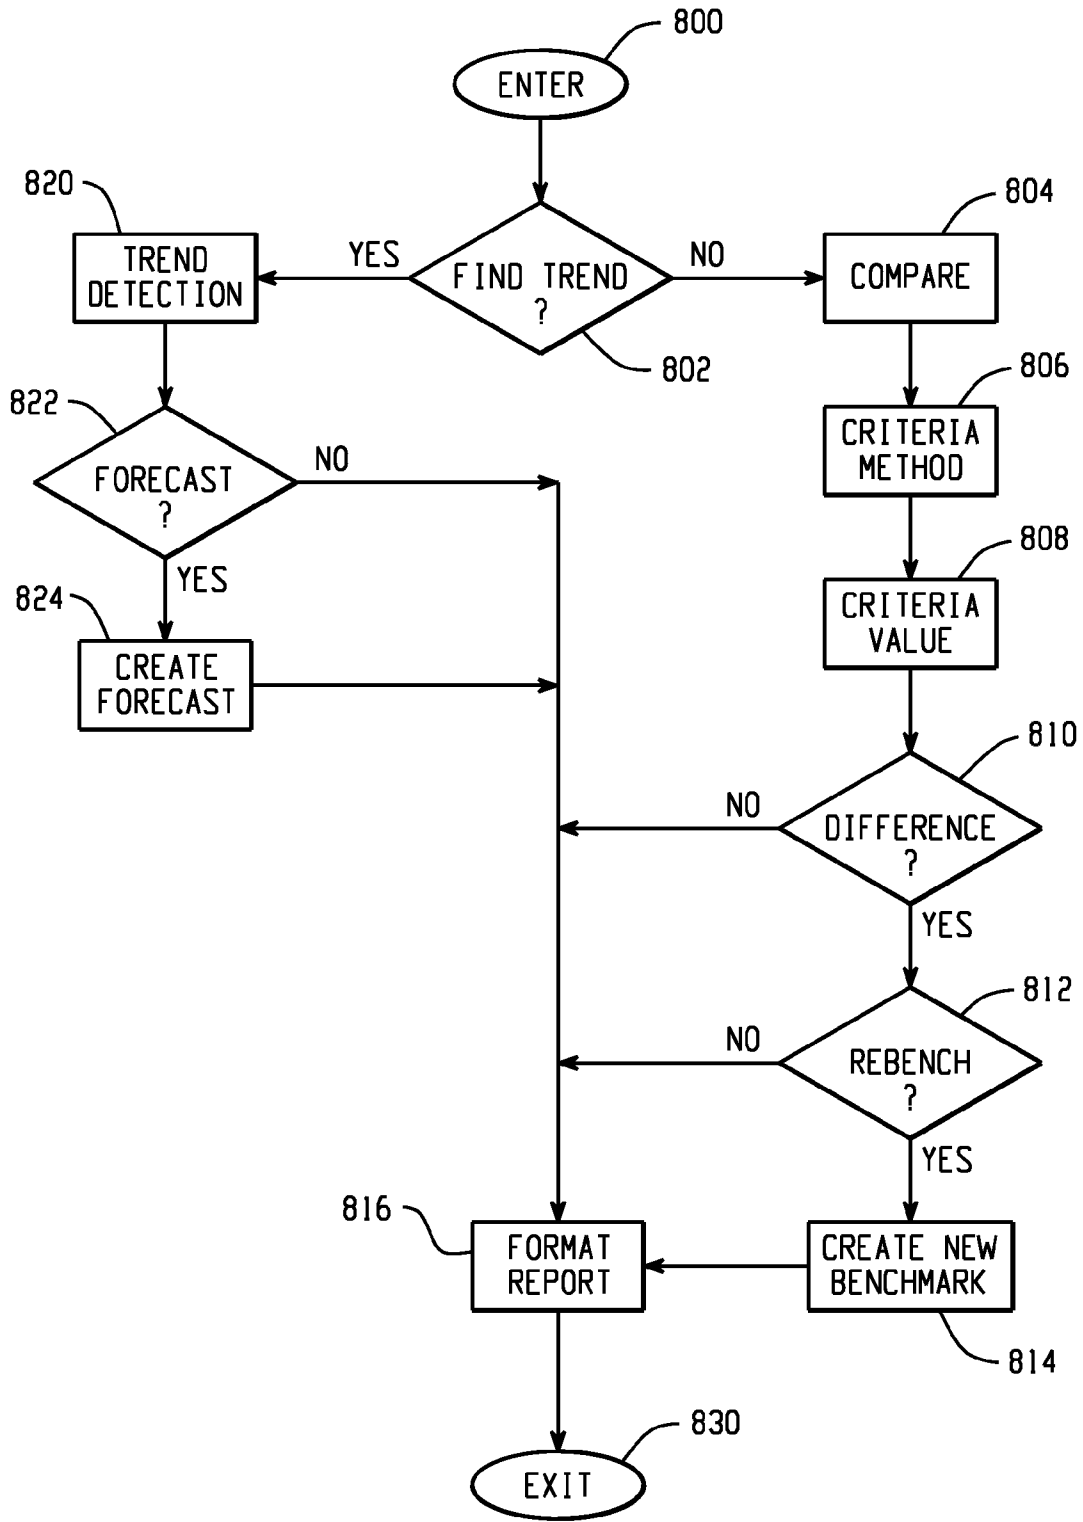 800
ENTER
820
804
YES
NO
TREND
DETECTION
FIND TREND
?
COMPARE
802
806
822
CRITERIA
METHOD
NO
FORECAST
?
808
YES
824
CRITERIA
VALUE
CREATE
FORECAST
810
NO
DIFFERENCE
?
YES
812
NO
REBENCH
?
YES
816
FORMAT
REPORT
CREATE NEW
BENCHMARK
814
830
EXIT